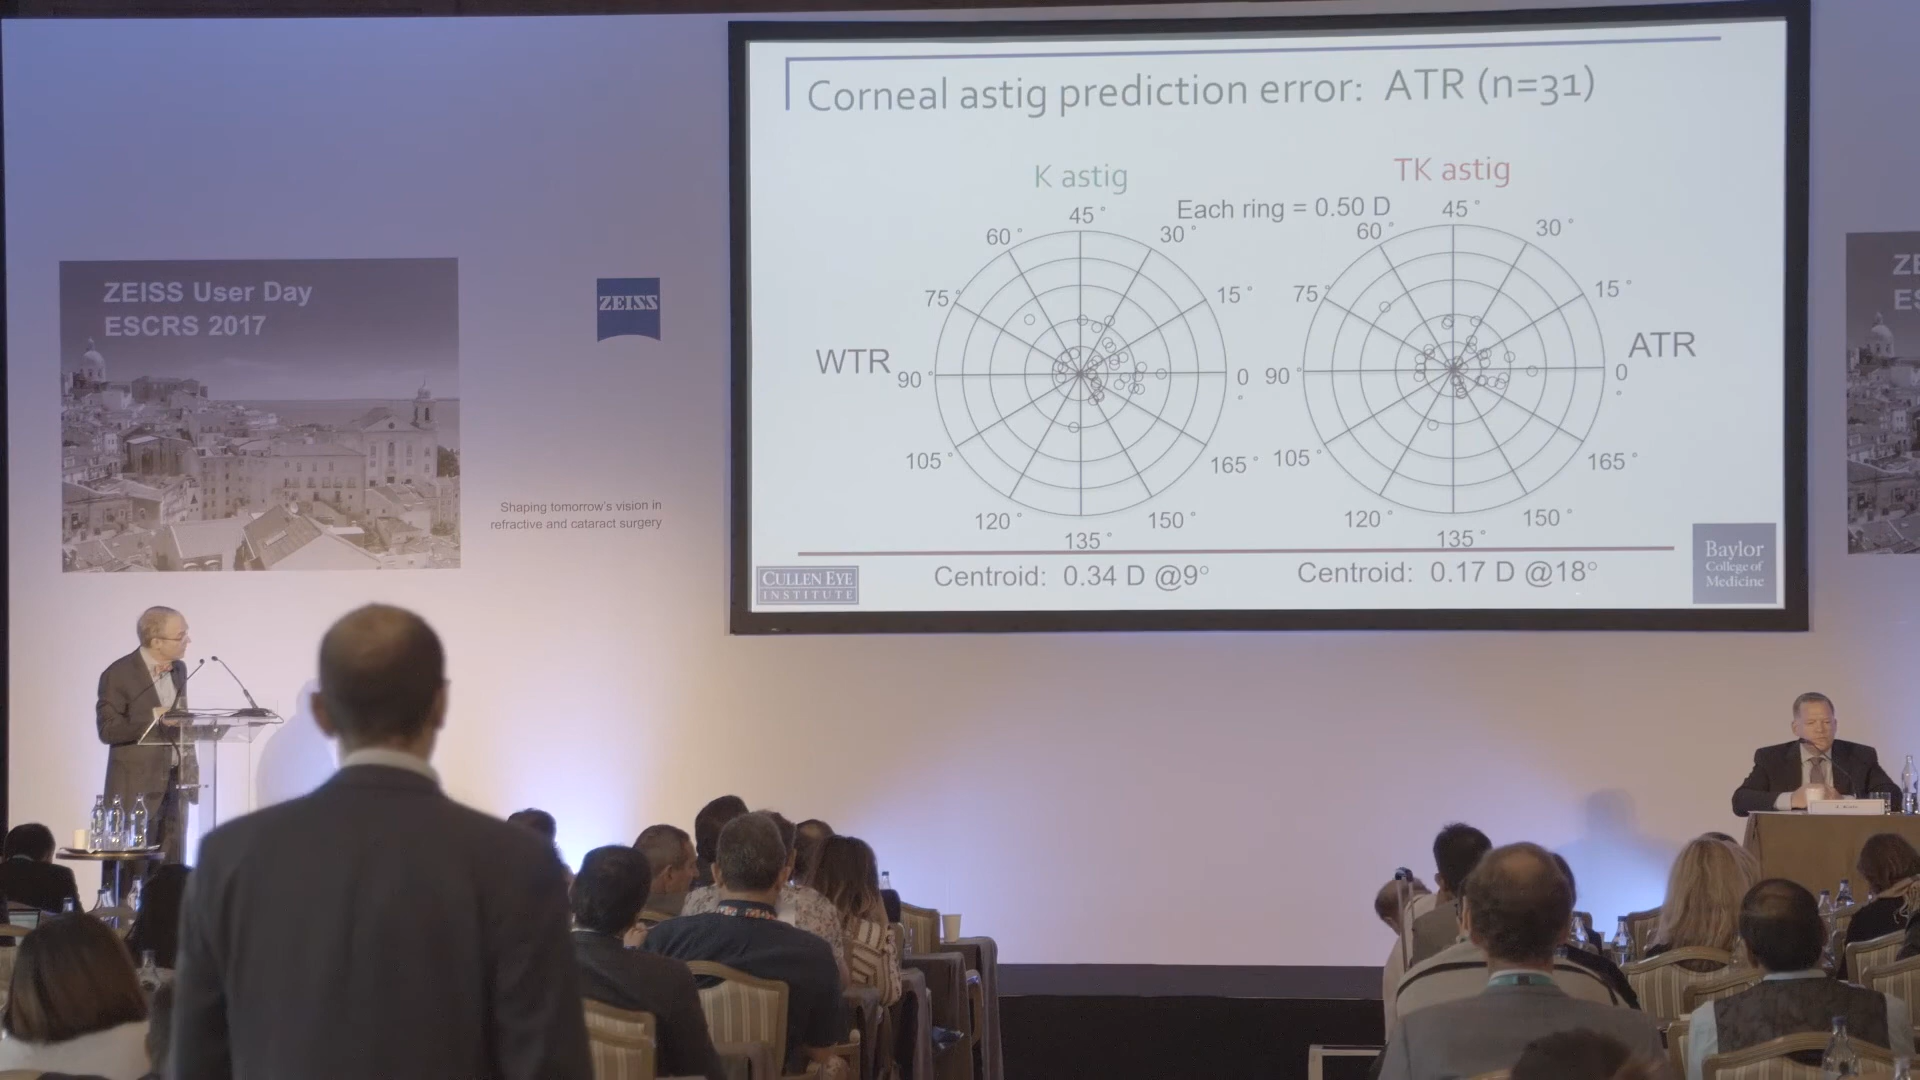 ZEISS User Day
ESCRS 2017
ZEISS
Shaping tomorrow's vision in
refractive and cataract surgery
Corneal astig prediction error: ATR (n=31)
K astig
TK astig
Each ring = 0.50 D
45°
60°
30°
75°
15°
WTR
90°
0°
105°
165°
120°
150°
135°
45°
60°
30°
75°
15°
ATR
90°
0°
105°
165°
120°
150°
135°
Centroid: 0.34 D @9°
Centroid: 0.17 D @18°
CULLEN EYE
INSTITUTE
Baylor
College of
Medicine